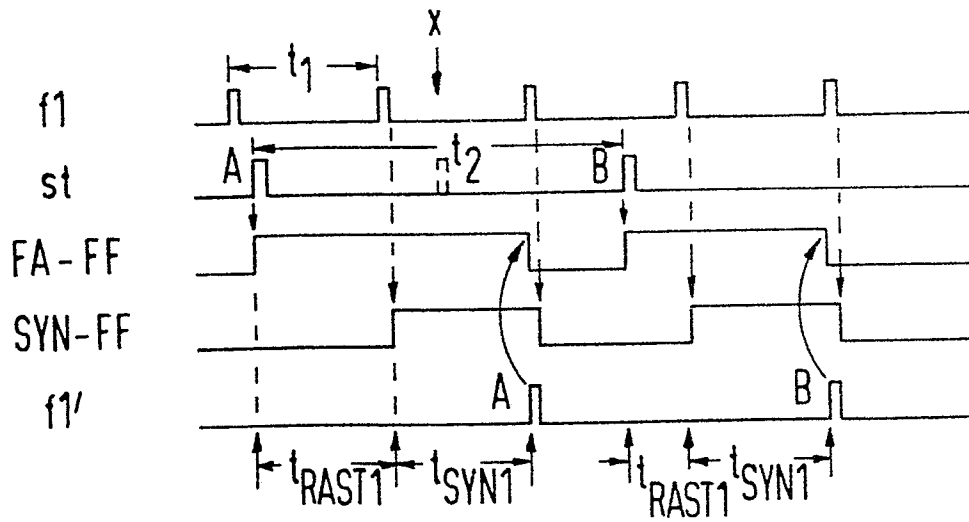 x
t1
f1
t2
A
B
st
FA-FF
SYN-FF
A
B
f1'
tRAST1
tSYN1
tRAST1
tSYN1